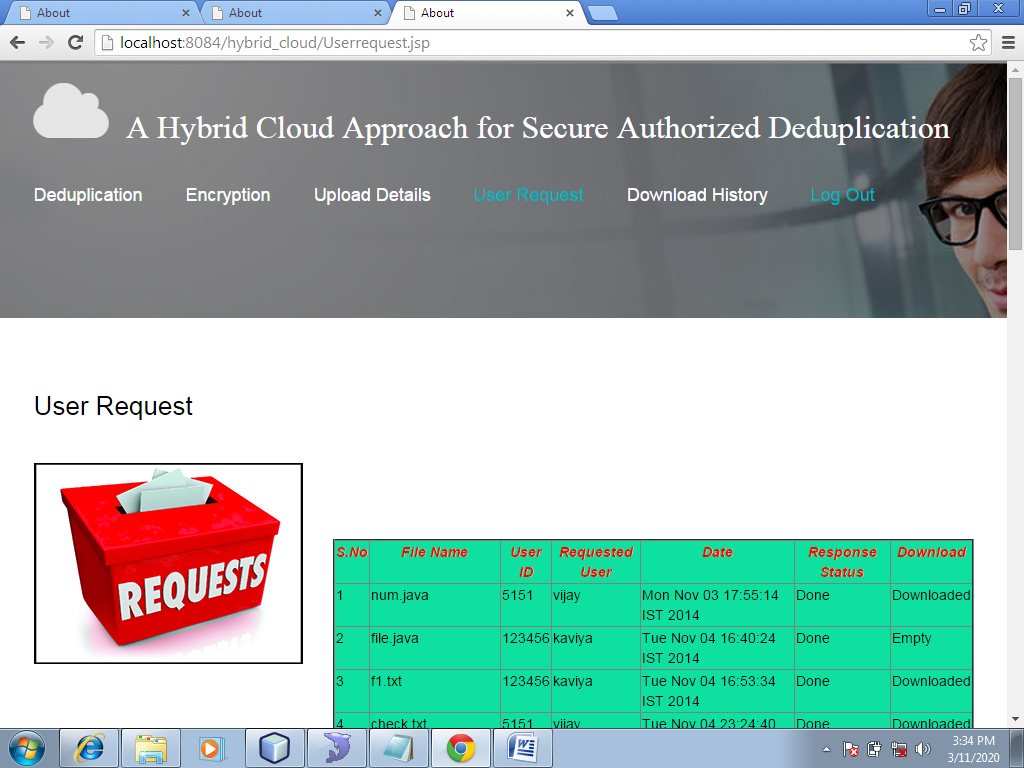 About About About
localhost:8084/hybrid_cloud/Userrequest.jsp
A Hybrid Cloud Approach for Secure Authorized Deduplication
Deduplication Encryption Upload Details User Request Download History Log Out
User Request
REQUESTS
S.No File Name User ID Requested User Date Response Status Download
1 num.java 5151 vijay Mon Nov 03 17:55:14 IST 2014 Done Downloaded
2 file.java 123456 kaviya Tue Nov 04 16:40:24 IST 2014 Done Empty
3 f1.txt 123456 kaviya Tue Nov 04 16:53:34 IST 2014 Done Downloaded
4 check.txt 5151 vijay Tue Nov 04 23:24:40 Done Downloaded
3:34 PM
3/11/2020